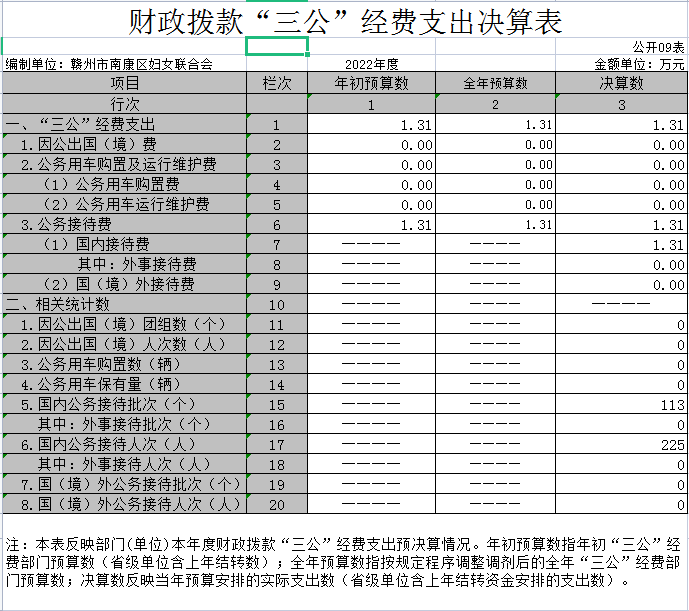 财政拨款“三公”经费支出决算表
公开09表
编制单位：赣州市南康区妇女联合会 2022年度 金额单位：万元
项目 栏次 年初预算数 全年预算数 决算数
行次 1 2 3
一、“三公”经费支出 1 1.31 1.31 1.31
1.因公出国（境）费 2 0.00 0.00 0.00
2.公务用车购置及运行维护费 3 0.00 0.00 0.00
（1）公务用车购置费 4 0.00 0.00 0.00
（2）公务用车运行维护费 5 0.00 0.00 0.00
3.公务接待费 6 1.31 1.31 1.31
（1）国内接待费 7 ———— ———— 1.31
其中：外事接待费 8 ———— ———— 0.00
（2）国（境）外接待费 9 ———— ———— 0.00
二、相关统计数 10 ———— ———— ————
1.因公出国（境）团组数（个） 11 ———— ———— 0
2.因公出国（境）人次数（人） 12 ———— ———— 0
3.公务用车购置数（辆） 13 ———— ———— 0
4.公务用车保有量（辆） 14 ———— ———— 0
5.国内公务接待批次（个） 15 ———— ———— 113
其中：外事接待批次（个） 16 ———— ———— 0
6.国内公务接待人次（人） 17 ———— ———— 225
其中：外事接待人次（人） 18 ———— ———— 0
7.国（境）外公务接待批次（个） 19 ———— ———— 0
8.国（境）外公务接待人次（人） 20 ———— ———— 0
注：本表反映部门(单位)本年度财政拨款“三公”经费支出预决算情况。年初预算数指年初“三公”经
费部门预算数（省级单位含上年结转数）；全年预算数指按规定程序调整调剂后的全年“三公”经费部
门预算数；决算数反映当年预算安排的实际支出数（省级单位含上年结转资金安排的支出数）。